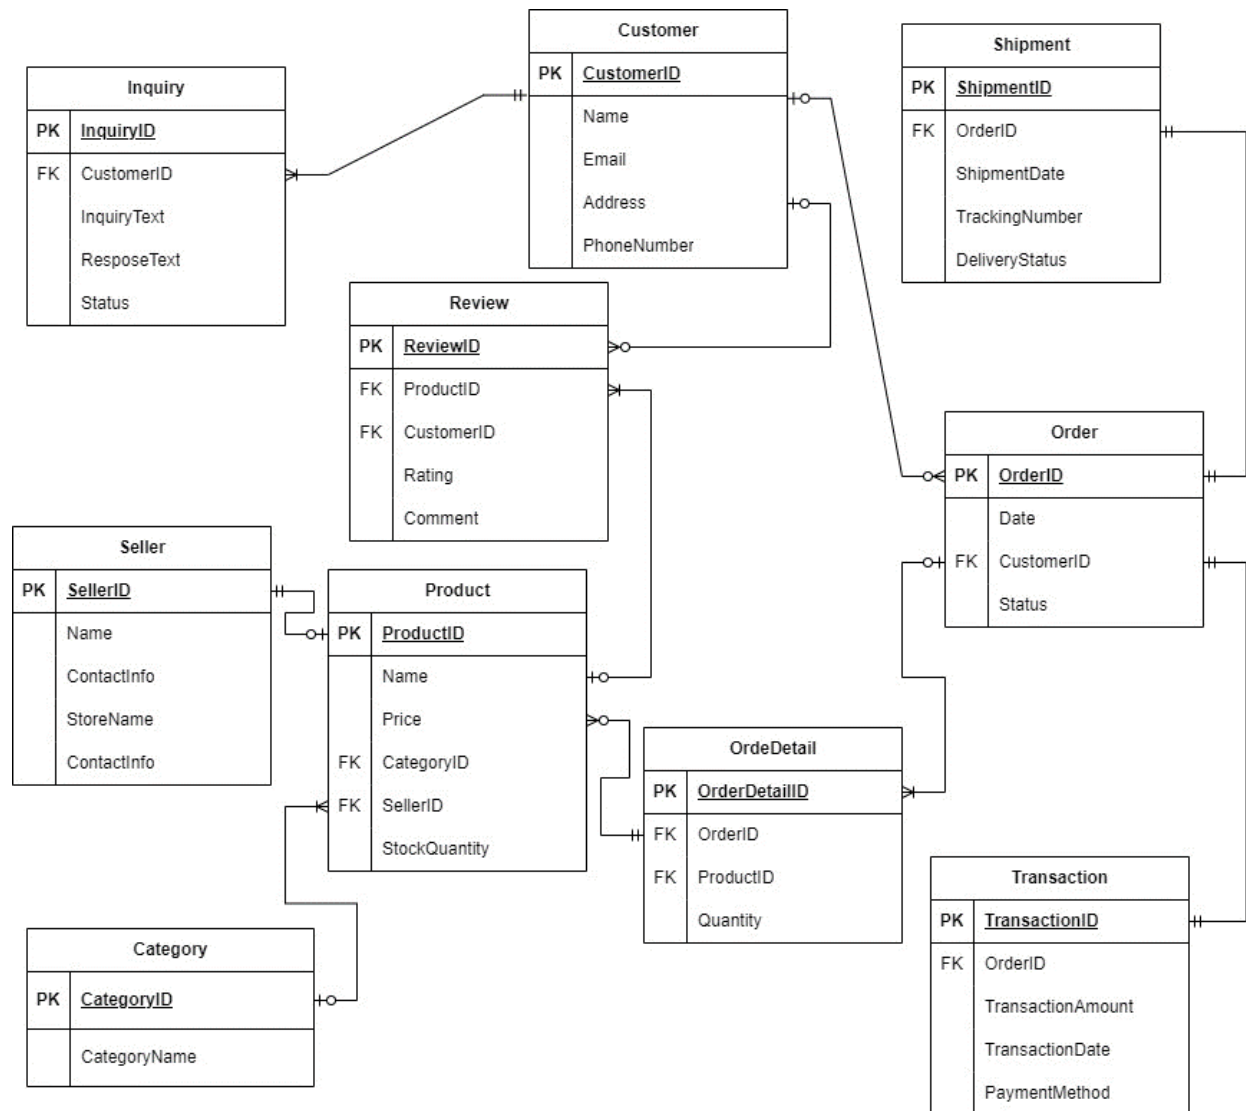 Customer
PK CustomerID
Name
Email
Address
PhoneNumber
Shipment
PK ShipmentID
FK OrderID
ShipmentDate
TrackingNumber
DeliveryStatus
Inquiry
PK InquiryID
FK CustomerID
InquiryText
ResposeText
Status
Review
PK ReviewID
FK ProductID
FK CustomerID
Rating
Comment
Order
PK OrderID
Date
FK CustomerID
Status
Seller
PK SellerID
Name
ContactInfo
StoreName
ContactInfo
Product
PK ProductID
Name
Price
FK CategoryID
FK SellerID
StockQuantity
OrdeDetail
PK OrderDetailID
FK OrderID
FK ProductID
Quantity
Transaction
PK TransactionID
FK OrderID
TransactionAmount
TransactionDate
PaymentMethod
Category
PK CategoryID
CategoryName